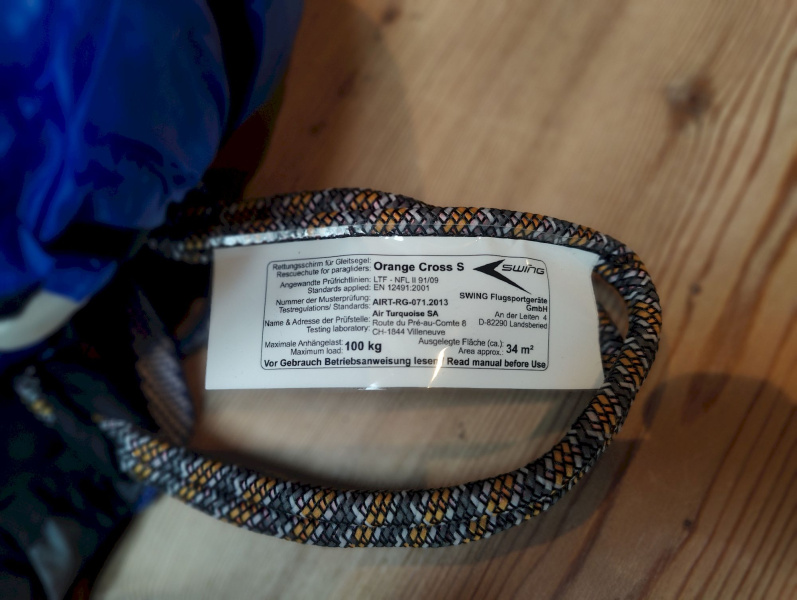 Rettungsschirm für Gleitsegel:
Rescuechute for paragliders:
Orange Cross S
SWING
Angewandte Prüfrichtlinien:
Standards applied:
LTF - NFL II 91/09
EN 12491:2001
Nummer der Musterprüfung:
Testregulations/ Standards:
AIRT-RG-071.2013
SWING Flugsportgeräte
GmbH
An der Leiten 4
D-82290 Landsberied
Name & Adresse der Prüfstelle:
Testing laboratory:
Air Turquoise SA
Route du Pré-au-Comte 8
CH-1844 Villeneuve
Maximale Anhängelast:
Maximum load:
100 kg
Ausgelegte Fläche (ca.):
Area approx.:
34 m²
Vor Gebrauch Betriebsanweisung lesen Read manual before Use